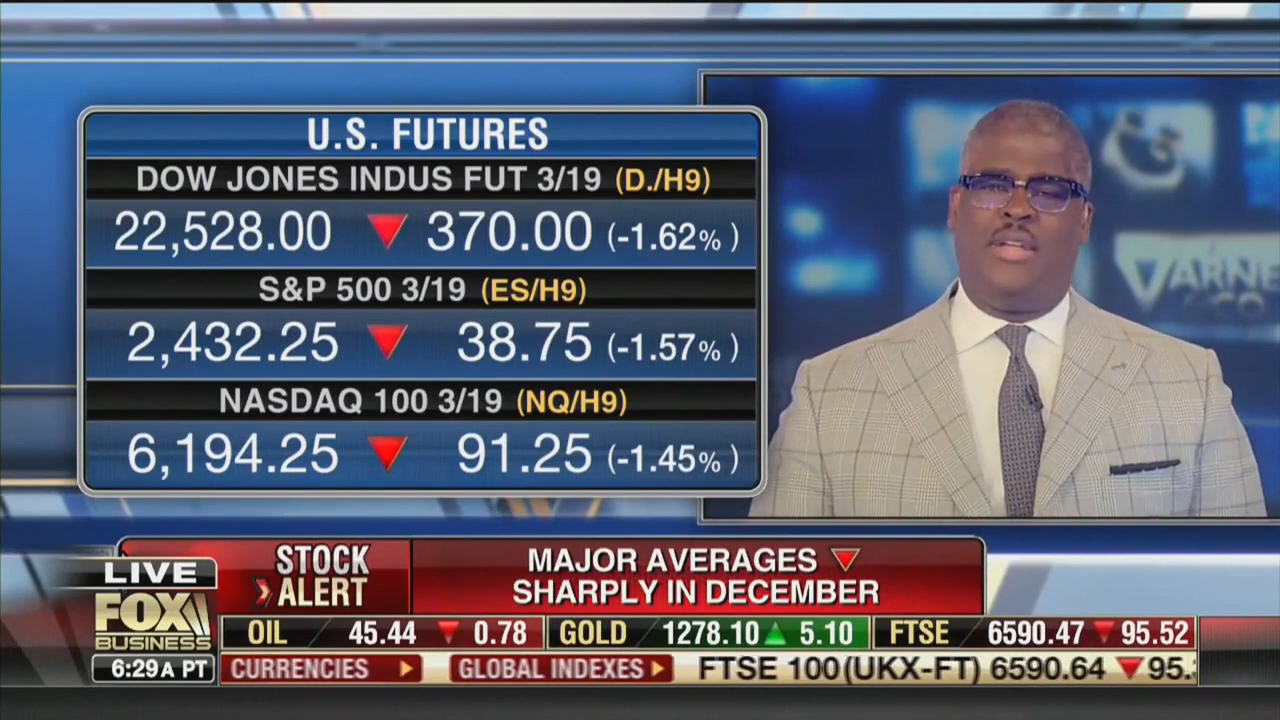 U.S. FUTURES
DOW JONES INDUS FUT 3/19 (D./H9)
22,528.00 ▼ 370.00 (-1.62%)
S&P 500 3/19 (ES/H9)
2,432.25 ▼ 38.75 (-1.57%)
NASDAQ 100 3/19 (NQ/H9)
6,194.25 ▼ 91.25 (-1.45%)
VARNE
& CO
STOCK
ALERT
MAJOR AVERAGES ▼
SHARPLY IN DECEMBER
LIVE
FOX
BUSINESS
6:29A PT
OIL 45.44 ▼ 0.78 GOLD 1278.10 ▲ 5.10 FTSE 6590.47 ▼ 95.52
CURRENCIES GLOBAL INDEXES FTSE 100(UKX-FT) 6590.64 ▼95.